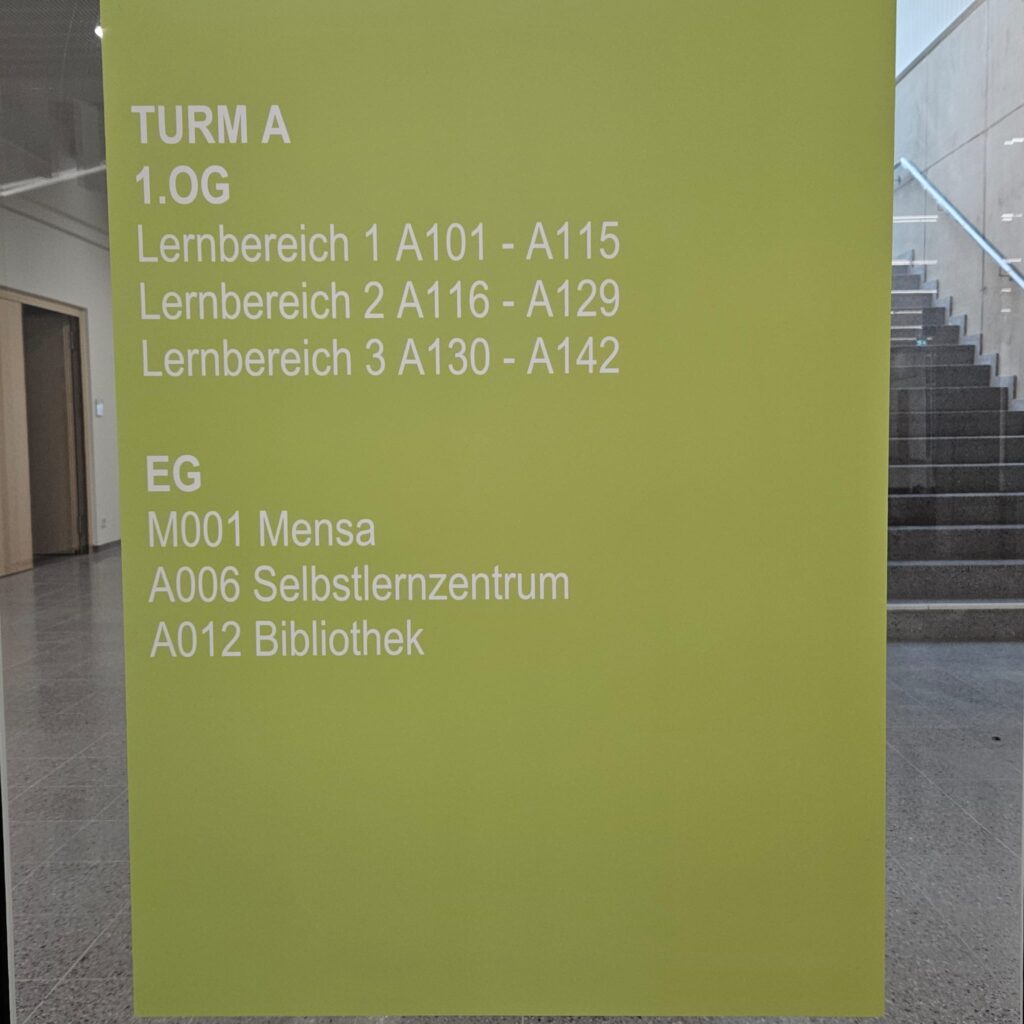 TURM A
1.OG
Lernbereich 1 A101 - A115
Lernbereich 2 A116 - A129
Lernbereich 3 A130 - A142
EG
M001 Mensa
A006 Selbstlernzentrum
A012 Bibliothek